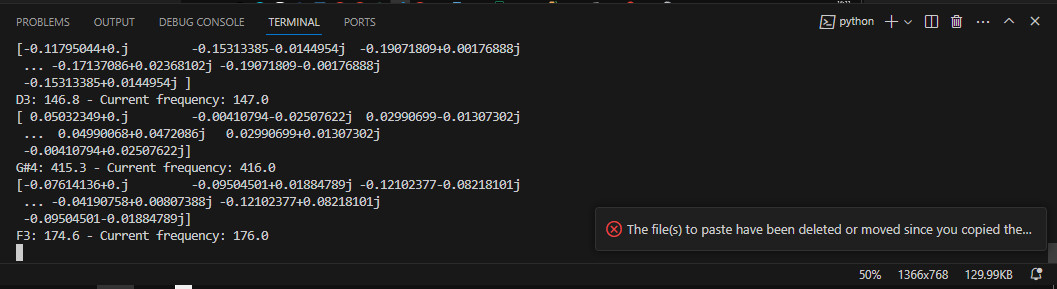 PROBLEMS OUTPUT DEBUG CONSOLE TERMINAL PORTS python
[-0.11795044+0.j -0.15313385-0.0144954j -0.19071809+0.00176888j
... -0.17137086+0.02368102j -0.19071809-0.00176888j
-0.15313385+0.0144954j ]
D3: 146.8 - Current frequency: 147.0
[ 0.05032349+0.j -0.00410794-0.02507622j 0.02990699-0.01307302j
... 0.04990068+0.0472086j 0.02990699+0.01307302j
-0.00410794+0.02507622j]
G#4: 415.3 - Current frequency: 416.0
[-0.07614136+0.j -0.09504501+0.01884789j -0.12102377-0.08218101j
... -0.04190758+0.00807388j -0.12102377+0.08218101j
-0.09504501-0.01884789j]
F3: 174.6 - Current frequency: 176.0
The file(s) to paste have been deleted or moved since you copied the...
50% 1366x768 129.99KB